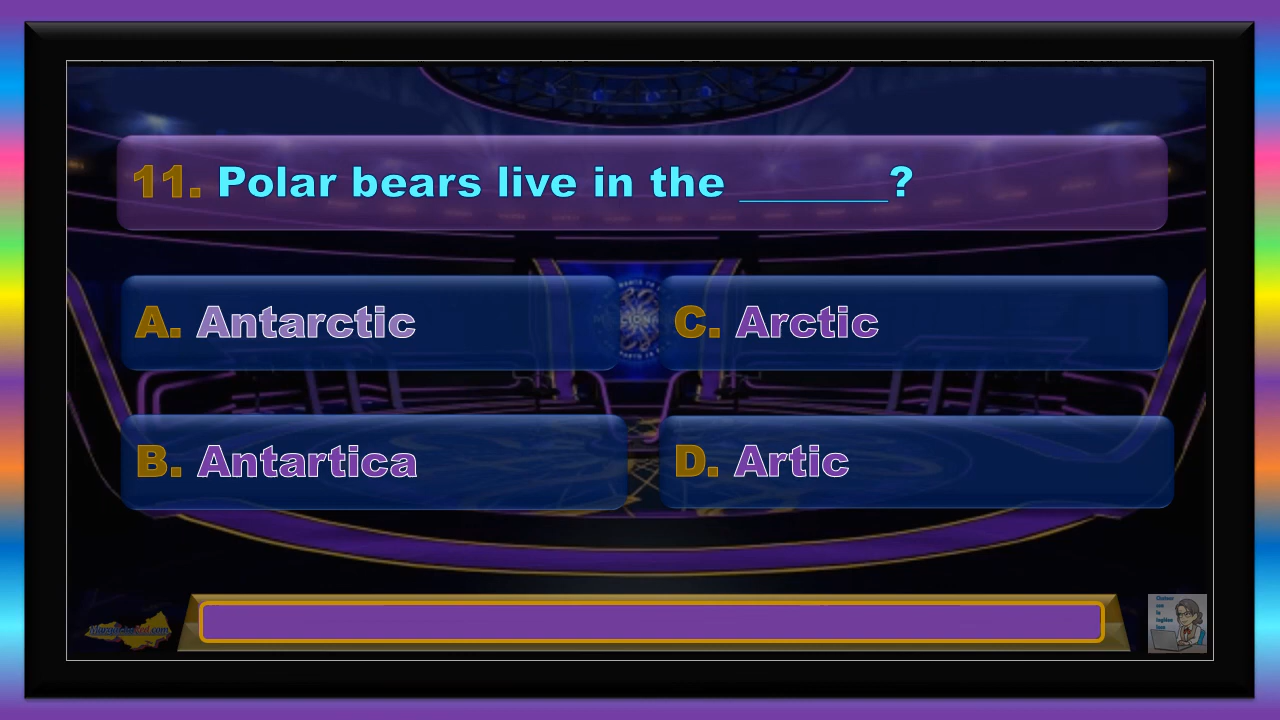 11. Polar bears live in the _______?
A. Antarctic
C. Arctic
B. Antartica
D. Artic